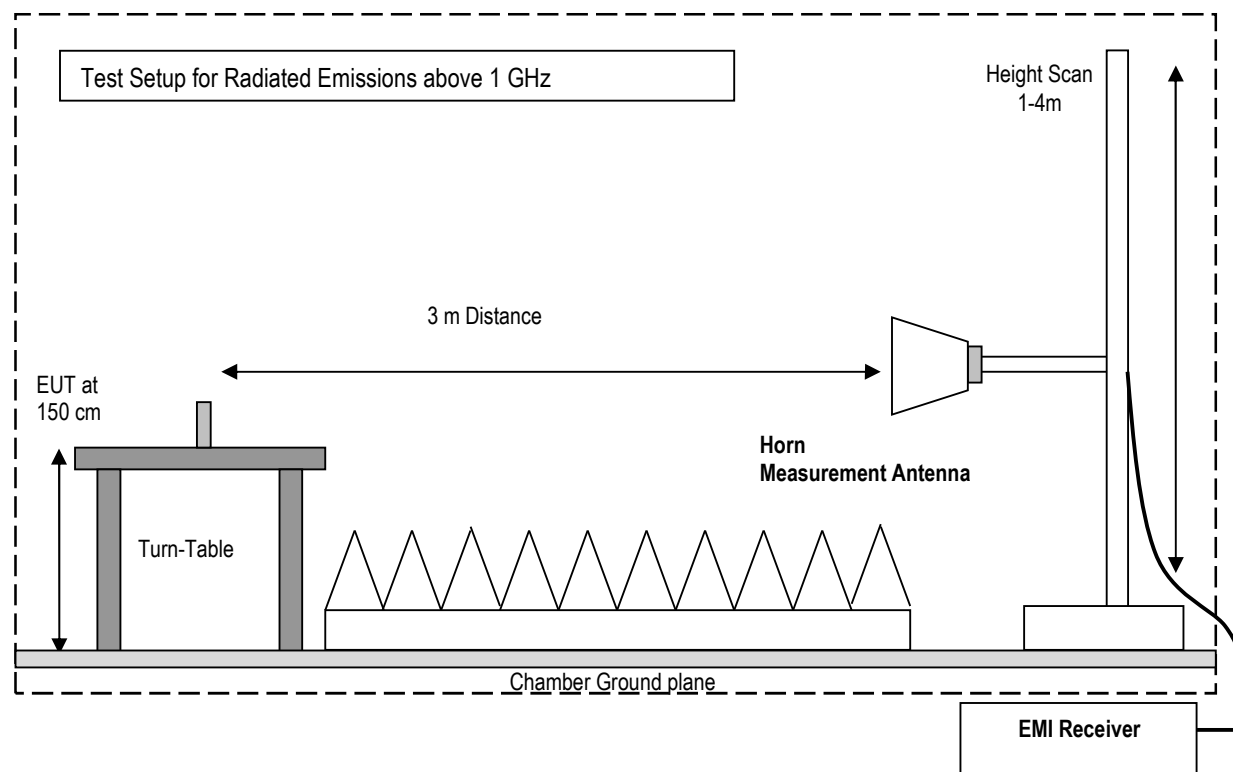 Test Setup for Radiated Emissions above 1 GHz
Height Scan
1-4m
3 m Distance
EUT at
150 cm
Horn
Measurement Antenna
Turn-Table
Chamber Ground plane
EMI Receiver